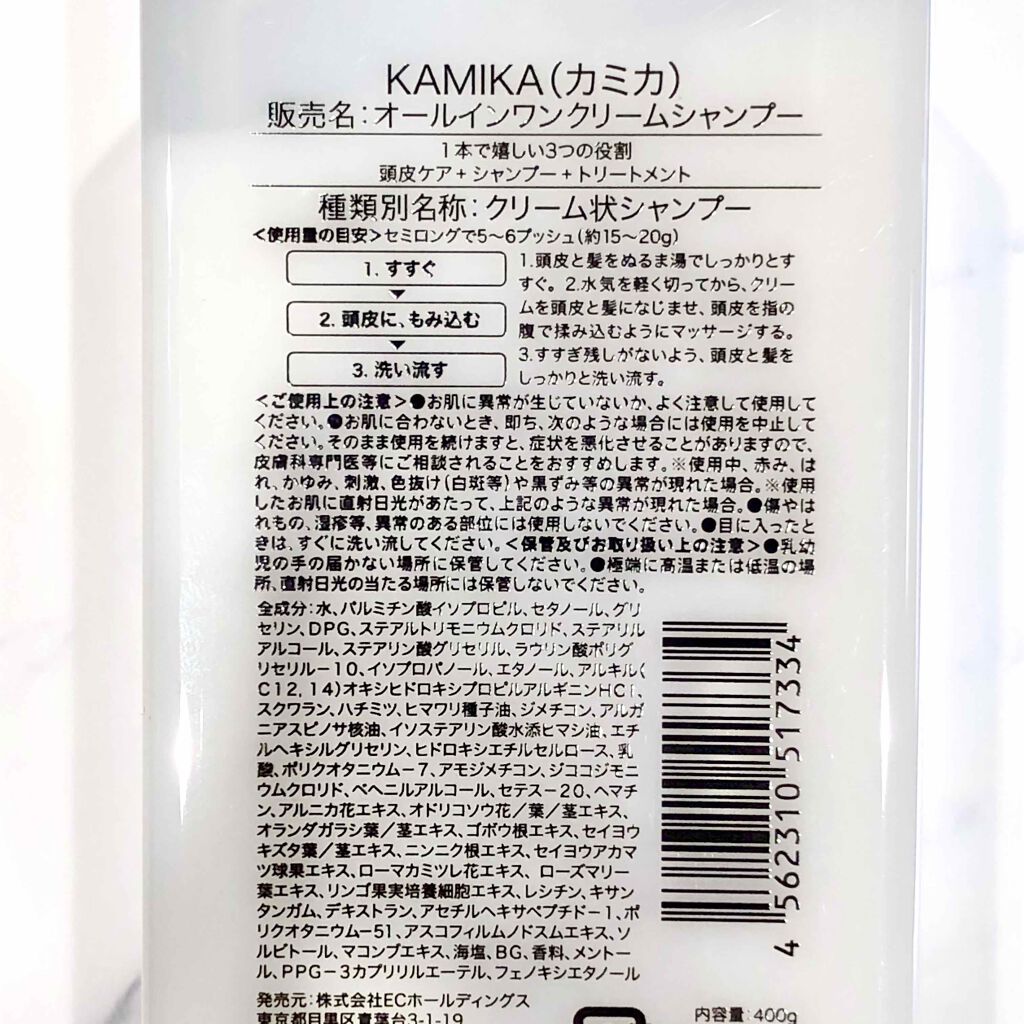 KAMIKA(カミカ)
販売名:オールインワンクリームシャンプー
1本で嬉しい3つの役割
頭皮ケア+シャンプー+トリートメント
種類別名称:クリーム状シャンプー
<使用量の目安>セミロングで5〜6プッシュ(約15〜20g)
1. すすぐ
2. 頭皮に、もみ込む
3. 洗い流す
1.頭皮と髪をぬるま湯でしっかりとす
すぐ。2.水気を軽く切ってから、クリー
ムを頭皮と髪になじませ、頭皮を指の
腹で揉み込むようにマッサージする。
3.すすぎ残しがないよう、頭皮と髪を
しっかりと洗い流す。
<ご使用上の注意>●お肌に異常が生じていないか、よく注意して使用して
ください。●お肌に合わないとき、即ち、次のような場合には使用を中止して
ください。そのまま使用を続けますと、症状を悪化させることがありますので、
皮膚科専門医等にご相談されることをおすすめします。※使用中、赤み、は
れ、かゆみ、刺激、色抜け(白斑等)や黒ずみ等の異常が現れた場合。※使用
したお肌に直射日光があたって、上記のような異常が現れた場合。●傷やは
れもの、湿疹等、異常のある部位には使用しないでください。●目に入ったと
きは、すぐに洗い流してください。<保管及びお取り扱い上の注意>●乳幼
児の手の届かない場所に保管してください。●極端に高温または低温の場
所、直射日光の当たる場所には保管しないでください。
全成分:水、パルミチン酸イソプロピル、セタノール、グリ
セリン、DPG、ステアルトリモニウムクロリド、ステアリル
アルコール、ステアリン酸グリセリル、ラウリン酸ポリグ
リセリル-10、イソプロパノール、エタノール、アルキル(
C12,14)オキシヒドロキシプロピルアルギニンHCl、
スクワラン、ハチミツ、ヒマワリ種子油、ジメチコン、アルガ
ニアスピノサ核油、イソステアリン酸水添ヒマシ油、エチ
ルヘキシルグリセリン、ヒドロキシエチルセルロース、乳
酸、ポリクオタニウム-7、アモジメチコン、ジココジモニ
ウムクロリド、ベヘニルアルコール、セテス-20、ヘマチ
ン、アルニカ花エキス、オドリコソウ花/葉/茎エキス、
オランダガラシ葉/茎エキス、ゴボウ根エキス、セイヨウ
キズタ葉/茎エキス、ニンニク根エキス、セイヨウアカマ
ツ球果エキス、ローマカミツレ花エキス、ローズマリー
葉エキス、リンゴ果実培養細胞エキス、レシチン、キサン
タンガム、デキストラン、アセチルヘキサペプチド-1、ポ
リクオタニウム-51、アスコフィルムノドスムエキス、ソ
ルビトール、マコンブエキス、海塩、BG、香料、メントー
ル、PPG-3カプリリルエーテル、フェノキシエタノール
4 562310 517334
発売元:株式会社ECホールディングス
東京都目黒区青葉台3-1-19
内容量:400g